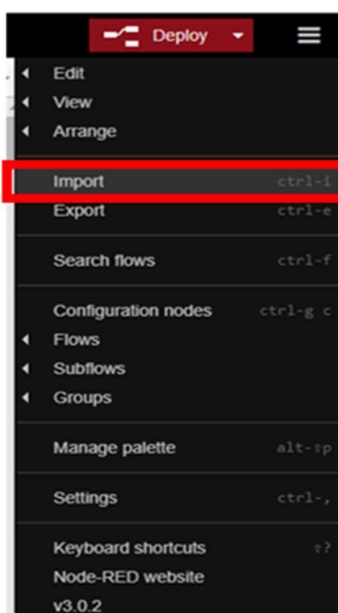 Deploy
Edit
View
Arrange
Import ctrl-i
Export ctrl-e
Search flows ctrl-f
Configuration nodes ctrl-g c
Flows
Subflows
Groups
Manage palette alt-⇧p
Settings ctrl-,
Keyboard shortcuts ⇧?
Node-RED website
v3.0.2